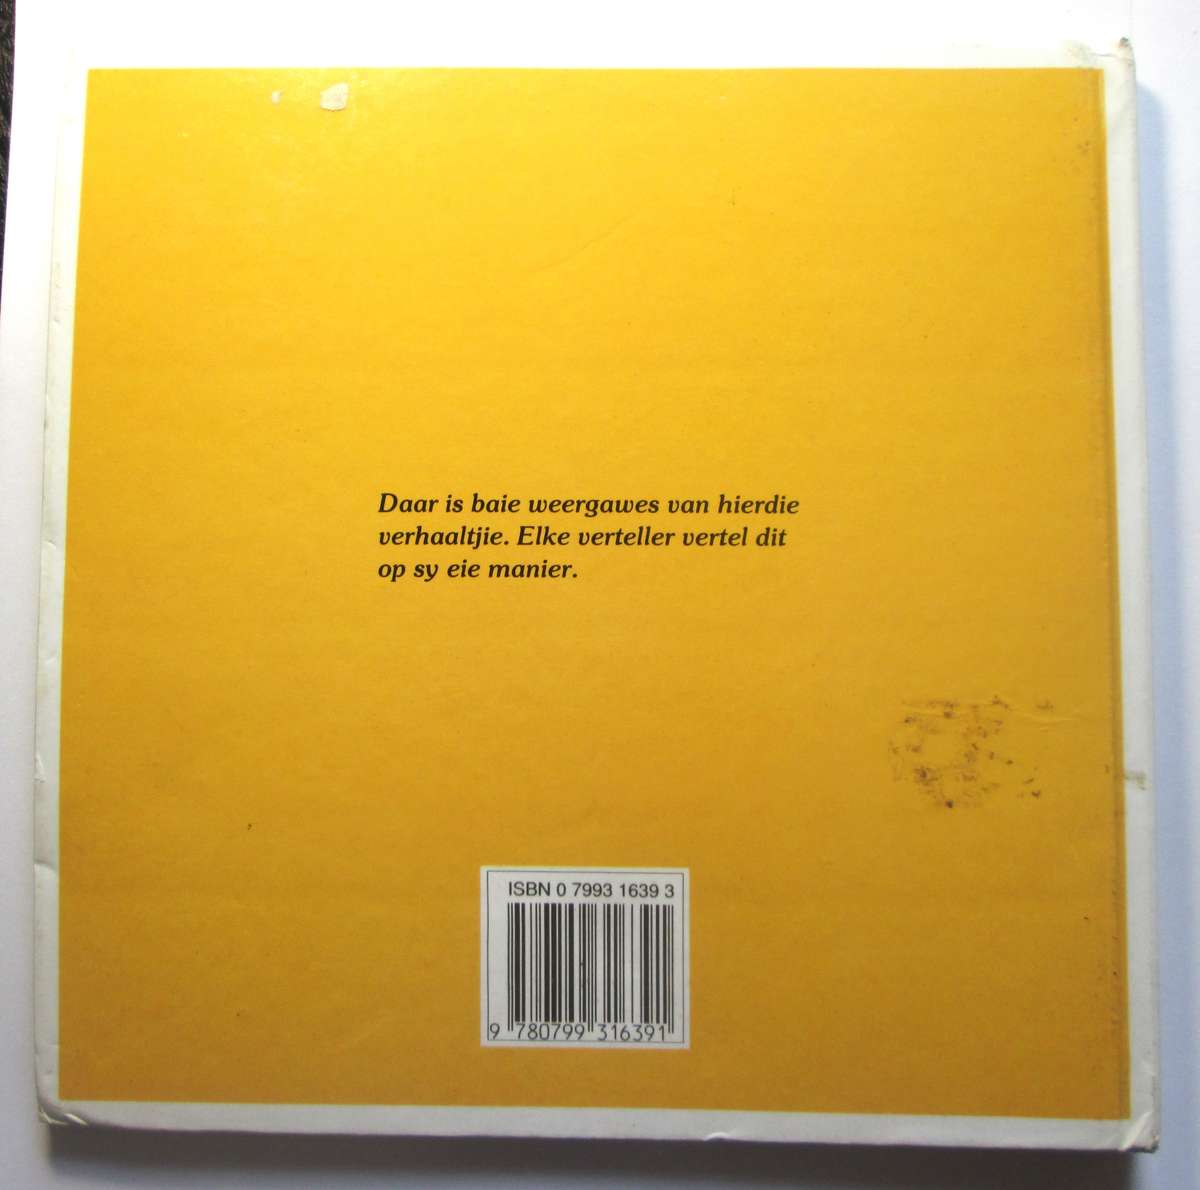 Daar is baie weergawes van hierdie
verhaaltjie. Elke verteller vertel dit
op sy eie manier.
ISBN 0 7993 1639 3
9 780799 316391